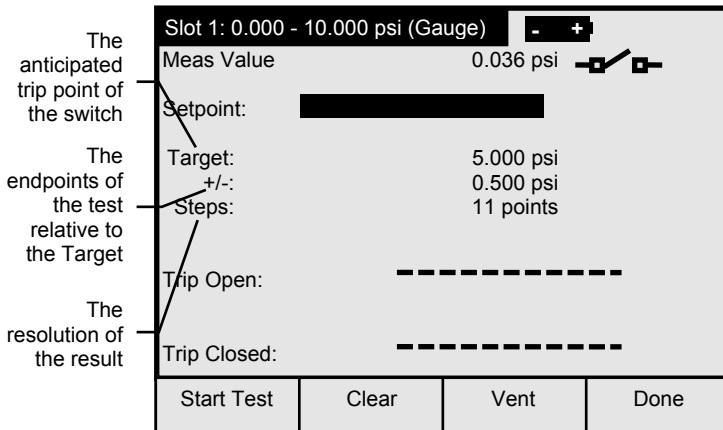 Slot 1: 0.000 - 10.000 psi (Gauge) - +
Meas Value 0.036 psi
Setpoint:
Target: 5.000 psi
+/-: 0.500 psi
Steps: 11 points
Trip Open:
Trip Closed:
Start Test Clear Vent Done
The
anticipated
trip point of
the switch
The
endpoints of
the test
relative to
the Target
The
resolution of
the result